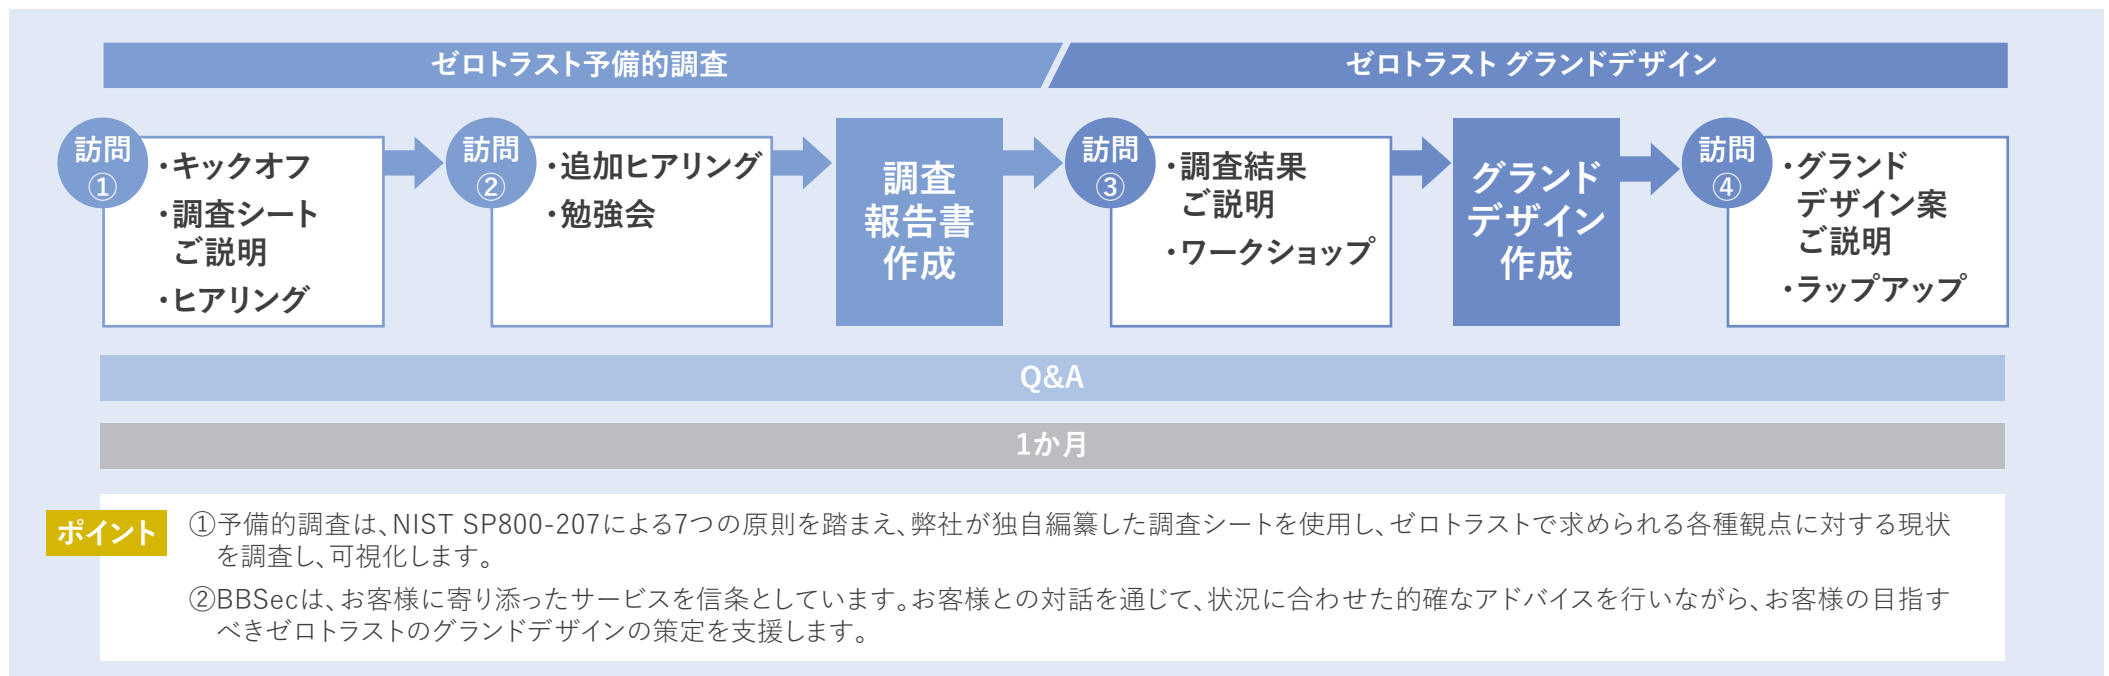 ゼロトラスト予備的調査
ゼロトラスト グランドデザイン
訪問
①
・キックオフ
・調査シート
ご説明
・ヒアリング
訪問
②
・追加ヒアリング
・勉強会
調査
報告書
作成
訪問
③
・調査結果
ご説明
・ワークショップ
グランド
デザイン
作成
訪問
④
・グランド
デザイン案
ご説明
・ラップアップ
Q&A
1か月
ポイント
①予備的調査は、NIST SP800-207による7つの原則を踏まえ、弊社が独自編纂した調査シートを使用し、ゼロトラストで求められる各種観点に対する現状
を調査し、可視化します。
②BBSecは、お客様に寄り添ったサービスを信条としています。お客様との対話を通じて、状況に合わせた的確なアドバイスを行いながら、お客様の目指す
べきゼロトラストのグランドデザインの策定を支援します。